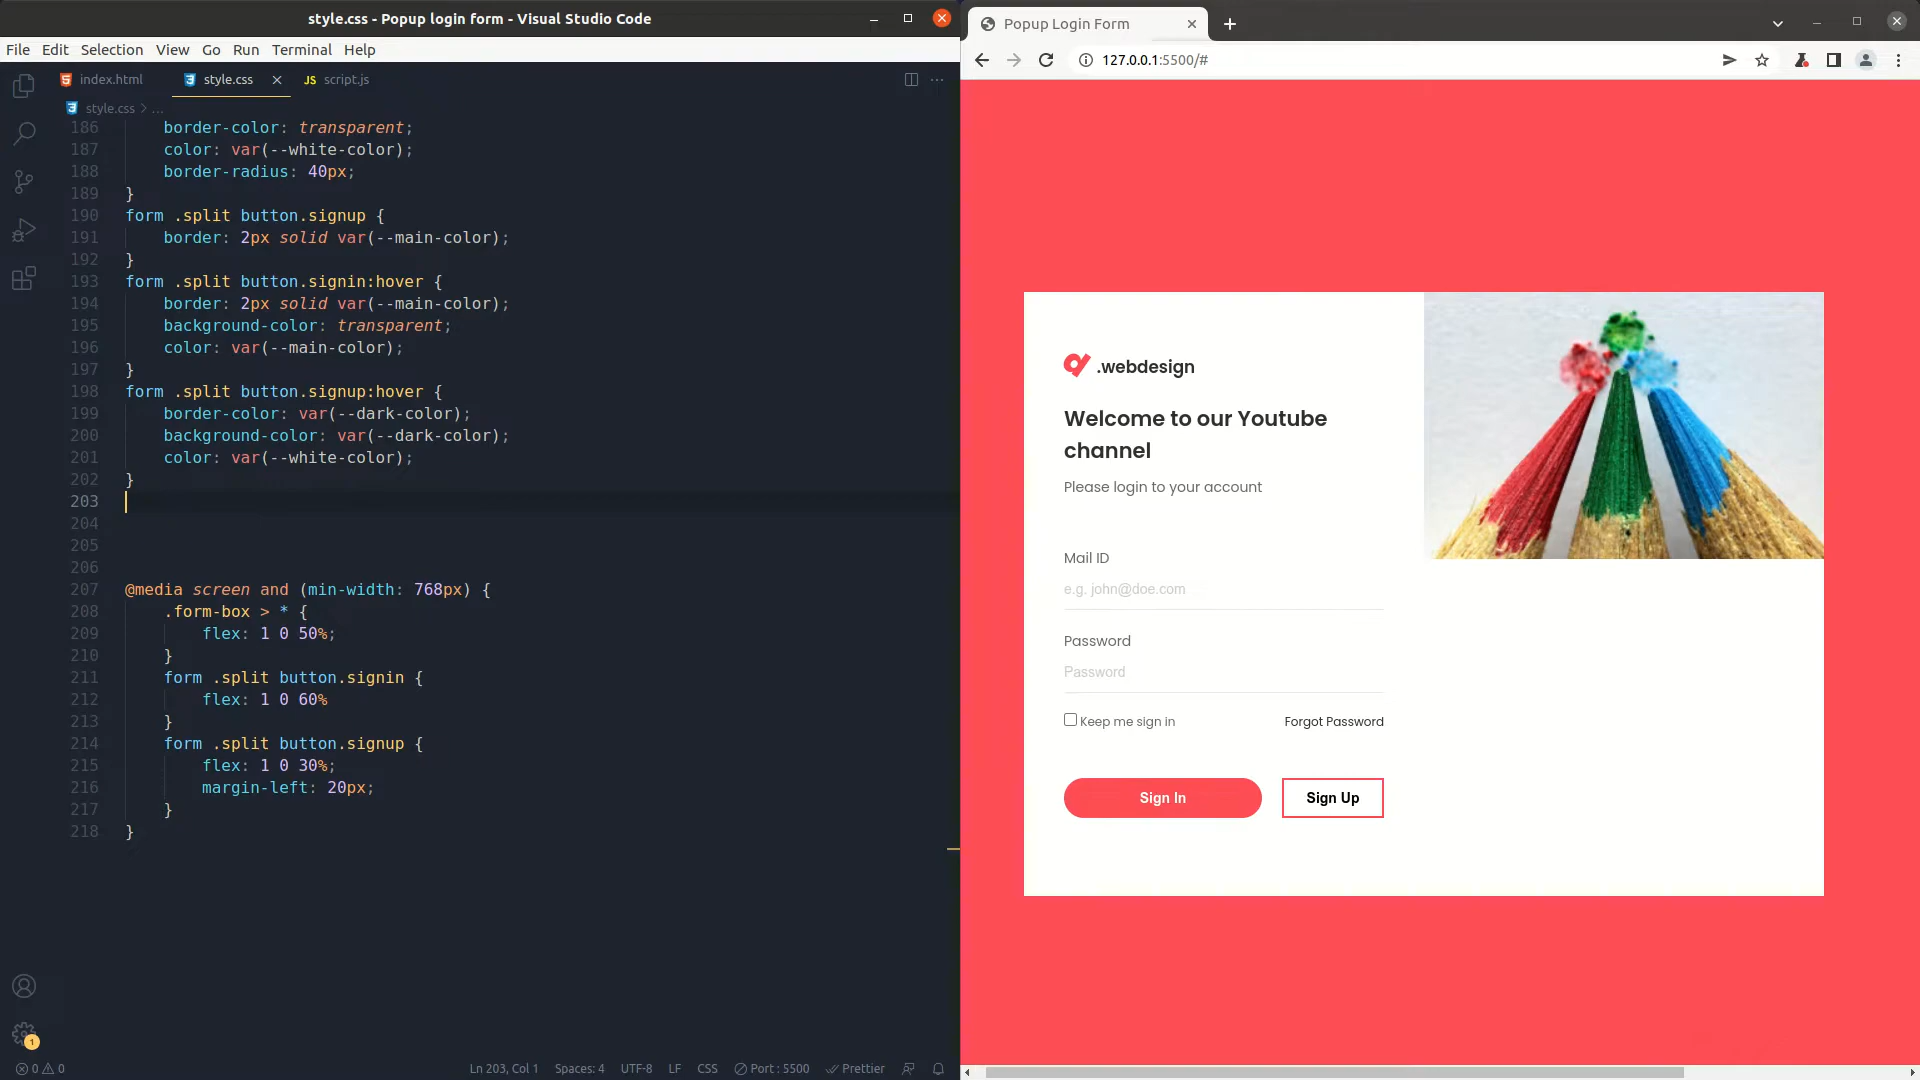 style.css - Popup login form - Visual Studio Code
File Edit Selection View Go Run Terminal Help
index.html
style.css
JS script.js
style.css > ...
186 border-color: transparent;
187 color: var(--white-color);
188 border-radius: 40px;
189 }
190 form .split button.signup {
191 border: 2px solid var(--main-color);
192 }
193 form .split button.signin:hover {
194 border: 2px solid var(--main-color);
195 background-color: transparent;
196 color: var(--main-color);
197 }
198 form .split button.signup:hover {
199 border-color: var(--dark-color);
200 background-color: var(--dark-color);
201 color: var(--white-color);
202 }
203
204
205
206
207 @media screen and (min-width: 768px) {
208 .form-box > * {
209 flex: 1 0 50%;
210 }
211 form .split button.signin {
212 flex: 1 0 60%
213 }
214 form .split button.signup {
215 flex: 1 0 30%;
216 margin-left: 20px;
217 }
218 }
1
0 0
Ln 203, Col 1 Spaces: 4 UTF-8 LF CSS Port : 5500 Prettier
Popup Login Form
127.0.0.1:5500/#
.webdesign
Welcome to our Youtube
channel
Please login to your account
Mail ID
e.g. john@doe.com
Password
Password
Keep me sign in Forgot Password
Sign In Sign Up